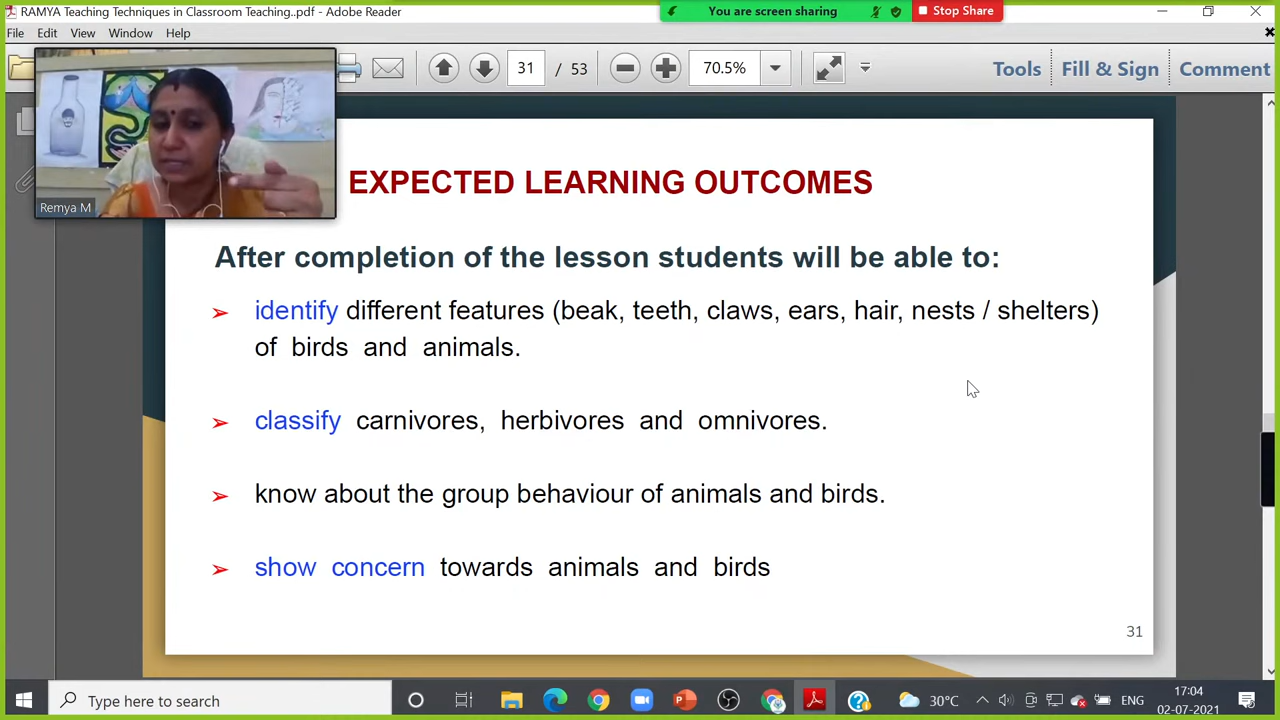 RAMYA Teaching Techniques in Classroom Teaching..pdf - Adobe Reader
You are screen sharing
Stop Share
File Edit View Window Help
31 / 53
70.5%
Tools Fill & Sign Comment
Remya M
EXPECTED LEARNING OUTCOMES
After completion of the lesson students will be able to:
➢ identify different features (beak, teeth, claws, ears, hair, nests / shelters)
of birds and animals.
➢ classify carnivores, herbivores and omnivores.
➢ know about the group behaviour of animals and birds.
➢ show concern towards animals and birds
31
Type here to search
30°C
ENG
17:04
02-07-2021